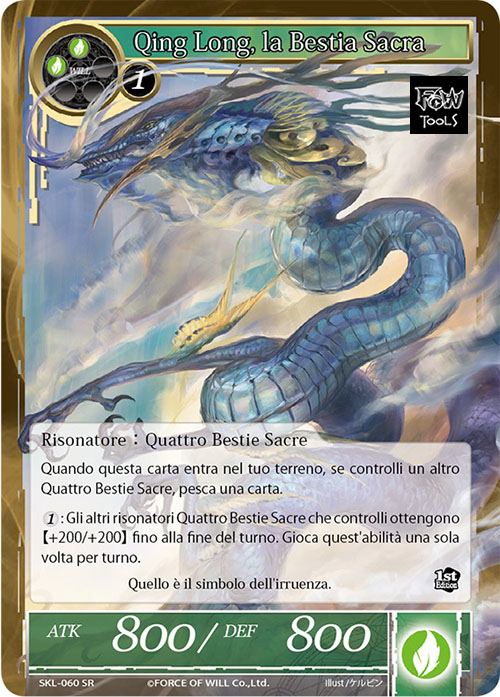 Qing Long, la Bestia Sacra
WILL
1
FOW
TOOLS
Risonatore : Quattro Bestie Sacre
Quando questa carta entra nel tuo terreno, se controlli un altro
Quattro Bestie Sacre, pesca una carta.
1 : Gli altri risonatori Quattro Bestie Sacre che controlli ottengono
【+200/+200】 fino alla fine del turno. Gioca quest'abilità una sola
volta per turno.
Quello è il simbolo dell'irruenza.
1st
Edition
ATK 800 / DEF 800
SKL-060 SR ©FORCE OF WILL Co.,Ltd. Illust / ケルビン